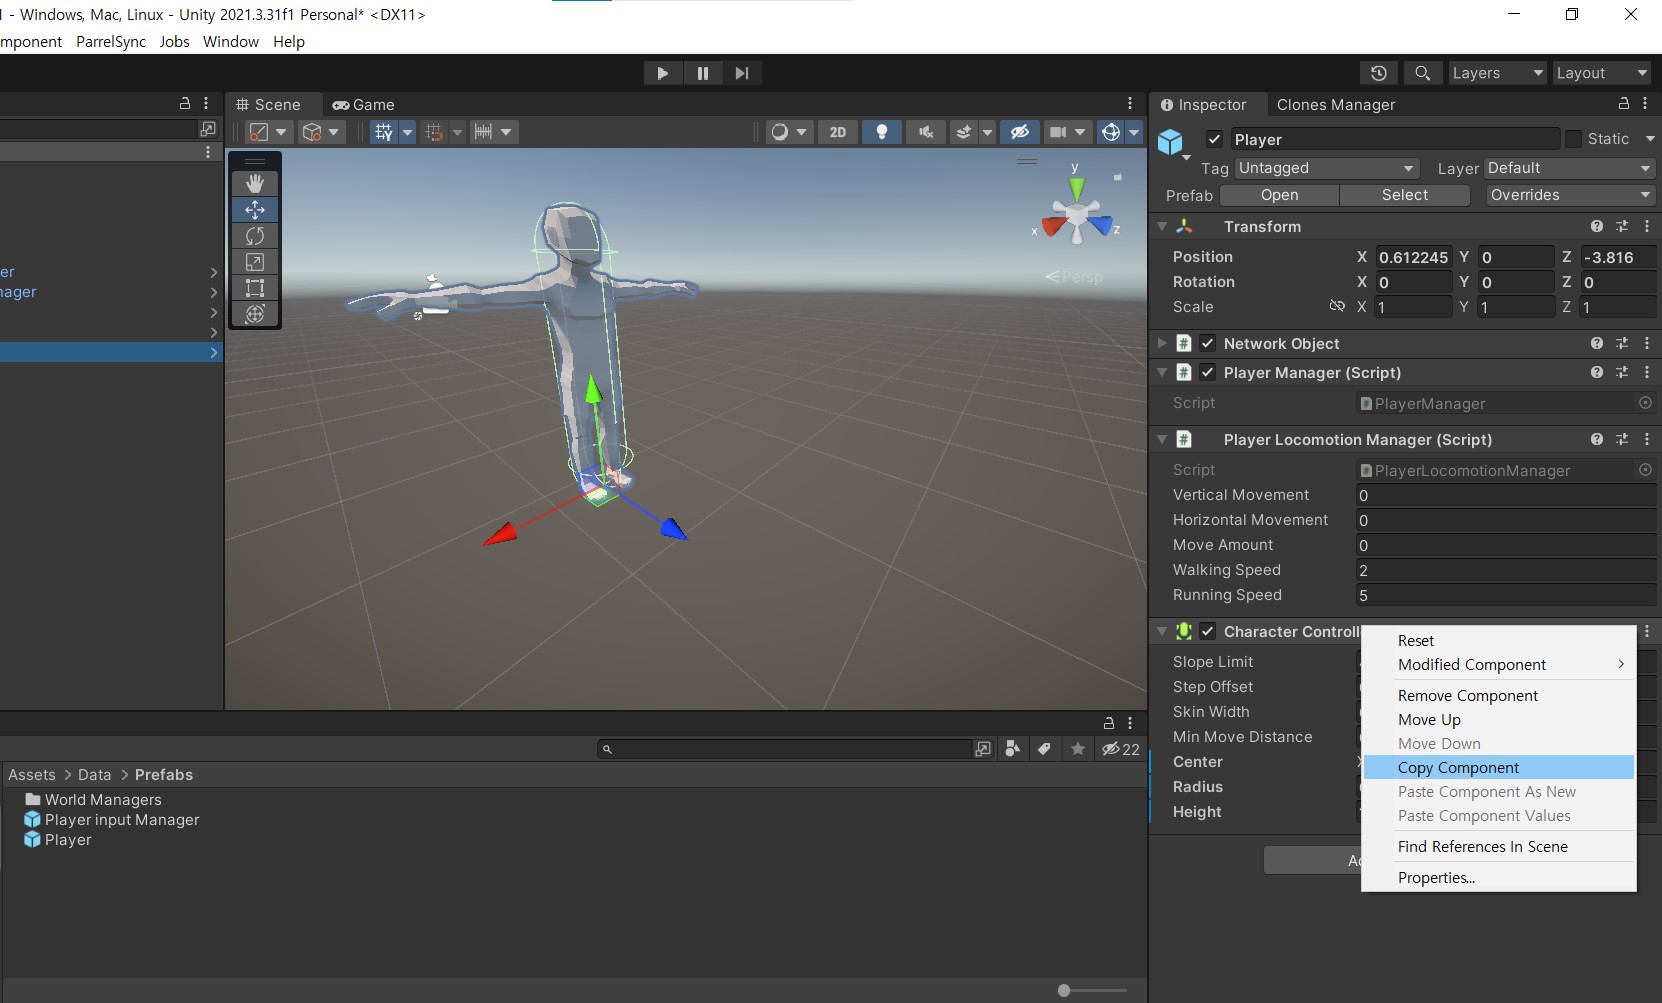 - Windows, Mac, Linux - Unity 2021.3.31f1 Personal* <DX11>
mponent ParrelSync Jobs Window Help
Layers Layout
Scene Game
Inspector Clones Manager
2D
Player Static
Tag Untagged Layer Default
Prefab Open Select Overrides
Transform
Position X 0.612245 Y 0 Z -3.816
Rotation X 0 Y 0 Z 0
Scale X 1 Y 1 Z 1
y
x z
Persp
er
nager
Network Object
Player Manager (Script)
Script PlayerManager
Player Locomotion Manager (Script)
Script PlayerLocomotionManager
Vertical Movement 0
Horizontal Movement 0
Move Amount 0
Walking Speed 2
Running Speed 5
Character Controll
Slope Limit
Step Offset
Skin Width
Min Move Distance
Center
Radius
Height
Reset
Modified Component
Remove Component
Move Up
Move Down
Copy Component
Paste Component As New
Paste Component Values
Find References In Scene
Properties...
22
Assets > Data > Prefabs
World Managers
Player input Manager
Player